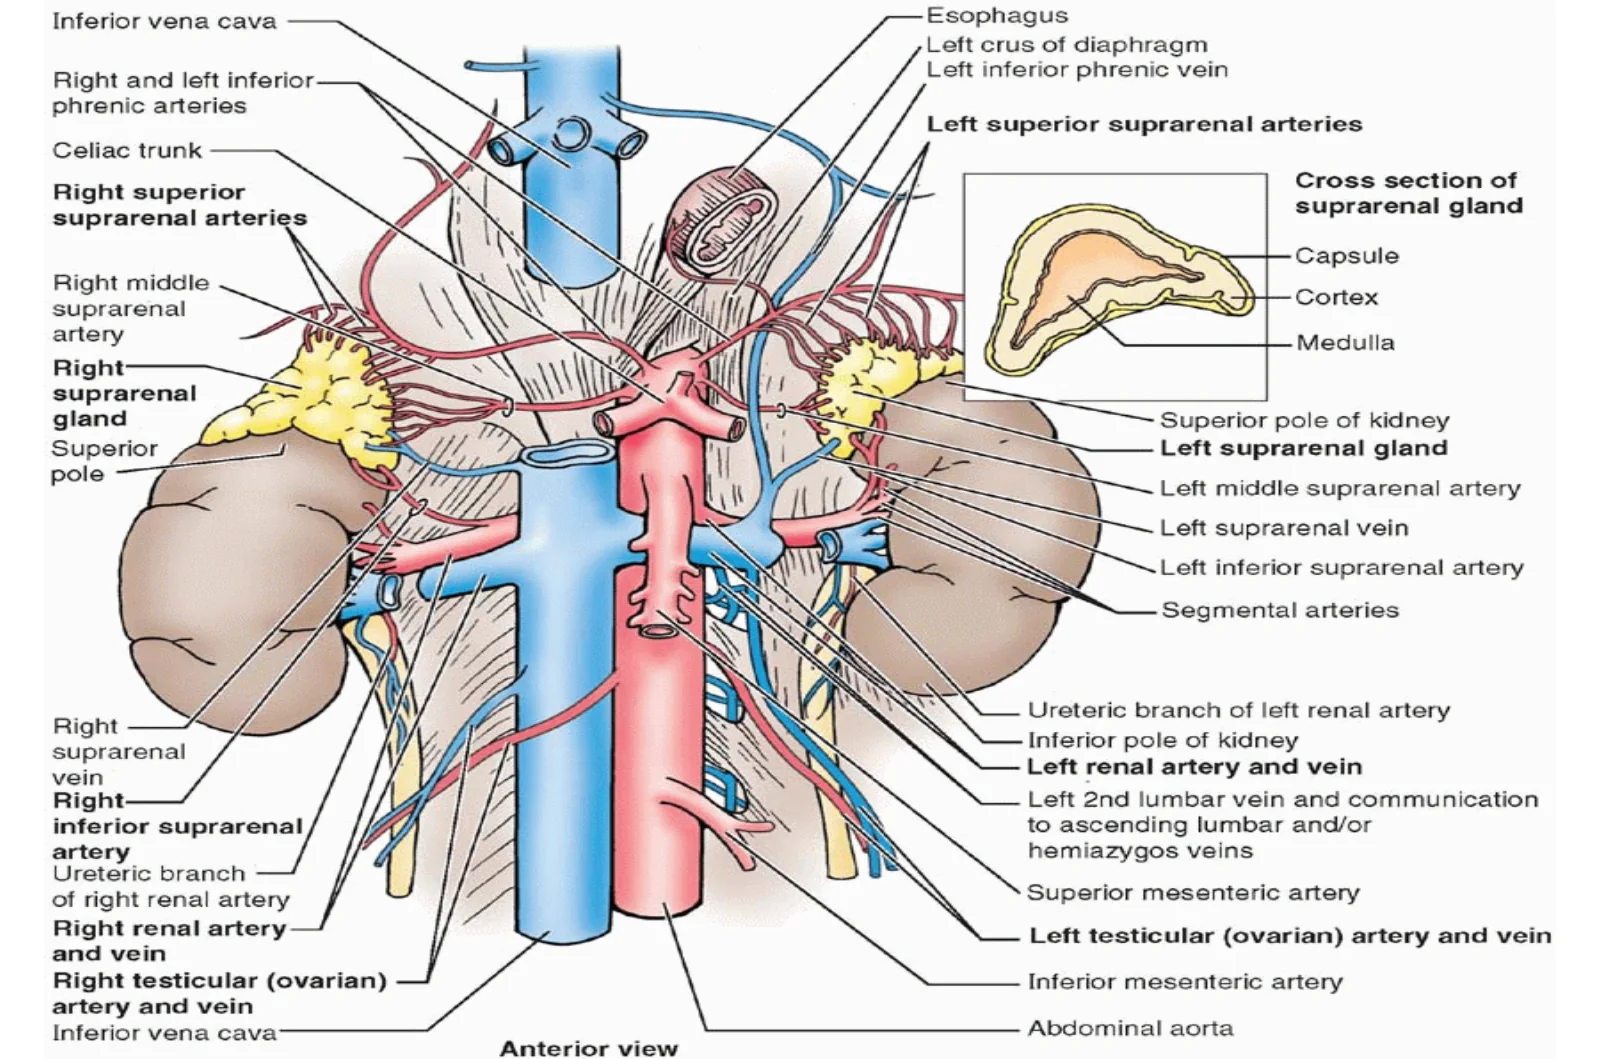 Inferior vena cava
Right and left inferior
phrenic arteries
Celiac trunk
Right superior
suprarenal arteries
Right middle
suprarenal
artery
Right
suprarenal
gland
Superior
pole
Right
suprarenal
vein
Right
inferior suprarenal
artery
Ureteric branch
of right renal artery
Right renal artery
and vein
Right testicular (ovarian)
artery and vein
Inferior vena cava
Esophagus
Left crus of diaphragm
Left inferior phrenic vein
Left superior suprarenal arteries
Cross section of
suprarenal gland
Capsule
Cortex
Medulla
Superior pole of kidney
Left suprarenal gland
Left middle suprarenal artery
Left suprarenal vein
Left inferior suprarenal artery
Segmental arteries
Ureteric branch of left renal artery
Inferior pole of kidney
Left renal artery and vein
Left 2nd lumbar vein and communication
to ascending lumbar and/or
hemiazygos veins
Superior mesenteric artery
Left testicular (ovarian) artery and vein
Inferior mesenteric artery
Abdominal aorta
Anterior view